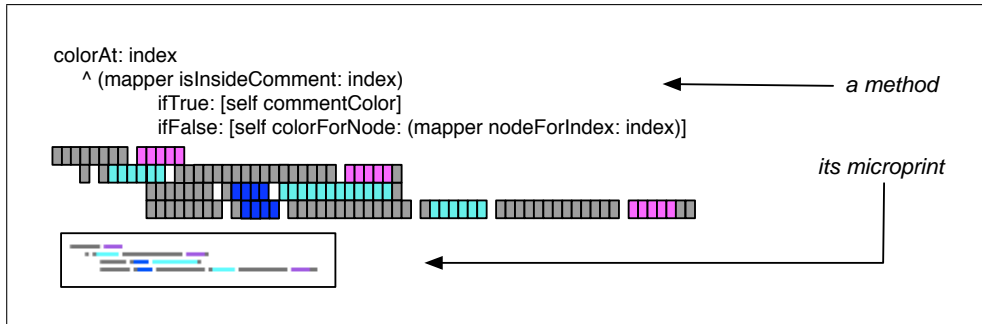 colorAt: index
^ (mapper isInsideComment: index)
ifTrue: [self commentColor]
ifFalse: [self colorForNode: (mapper nodeForIndex: index)]
a method
its microprint